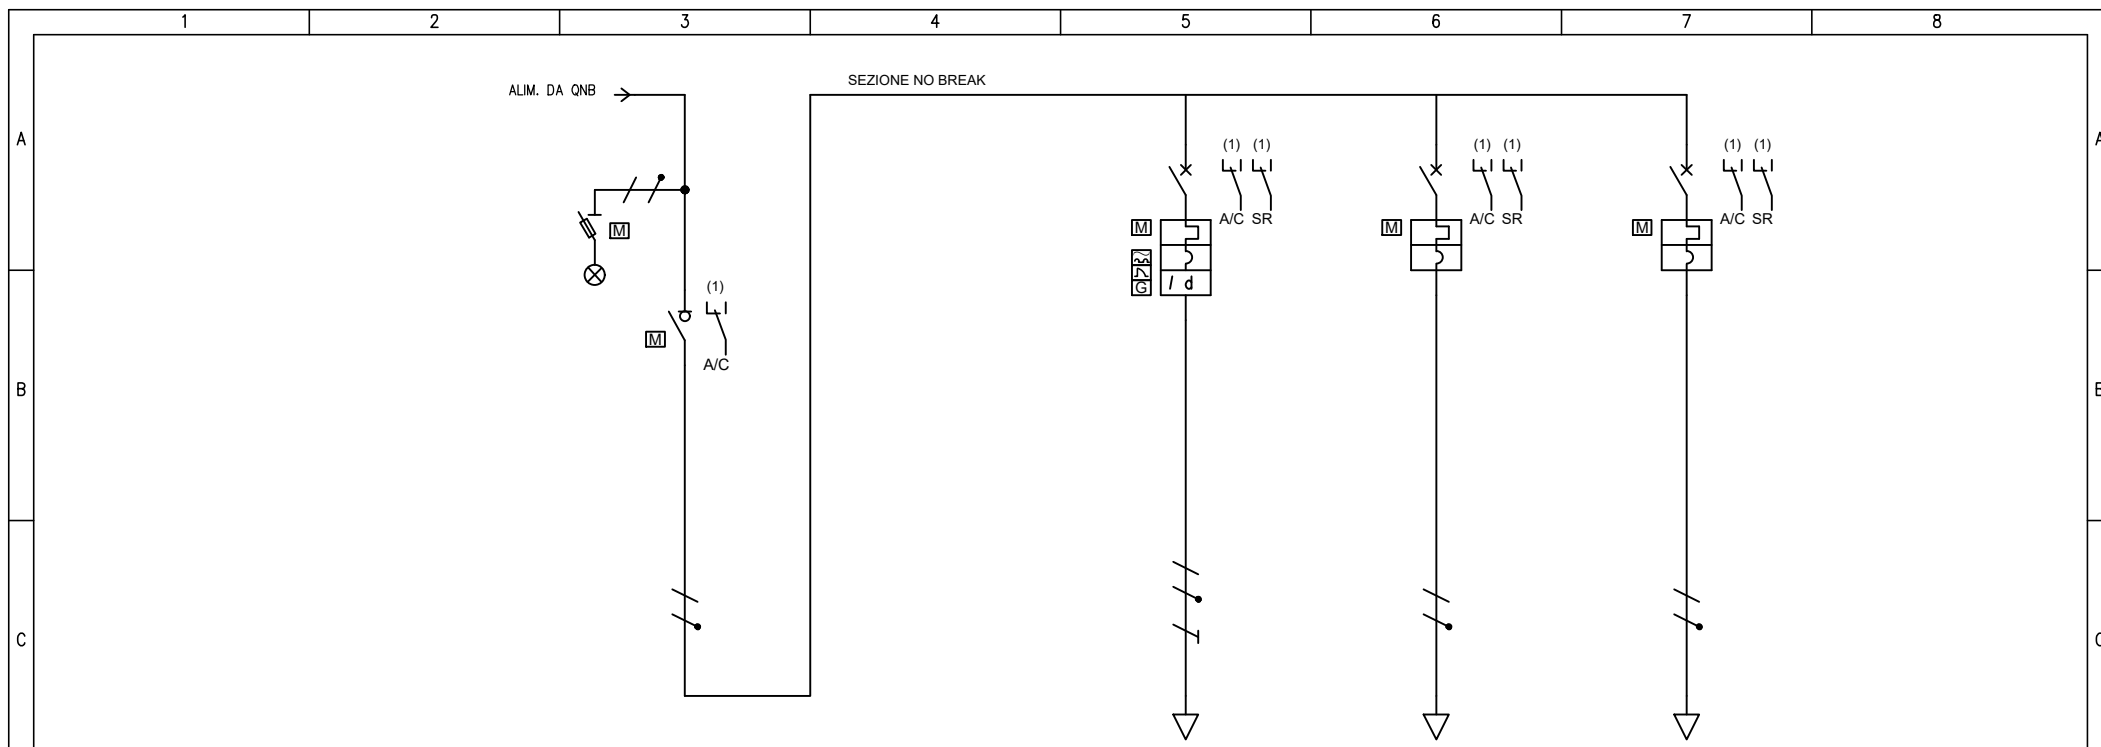 1 2 3 4 5 6 7 8
SEZIONE NO BREAK
ALIM. DA QNB
A A
(1) (1) (1) (1) (1) (1)
A/C SR A/C SR A/C SR
M M M M
G I d
(1)
M
A/C
B B
C C